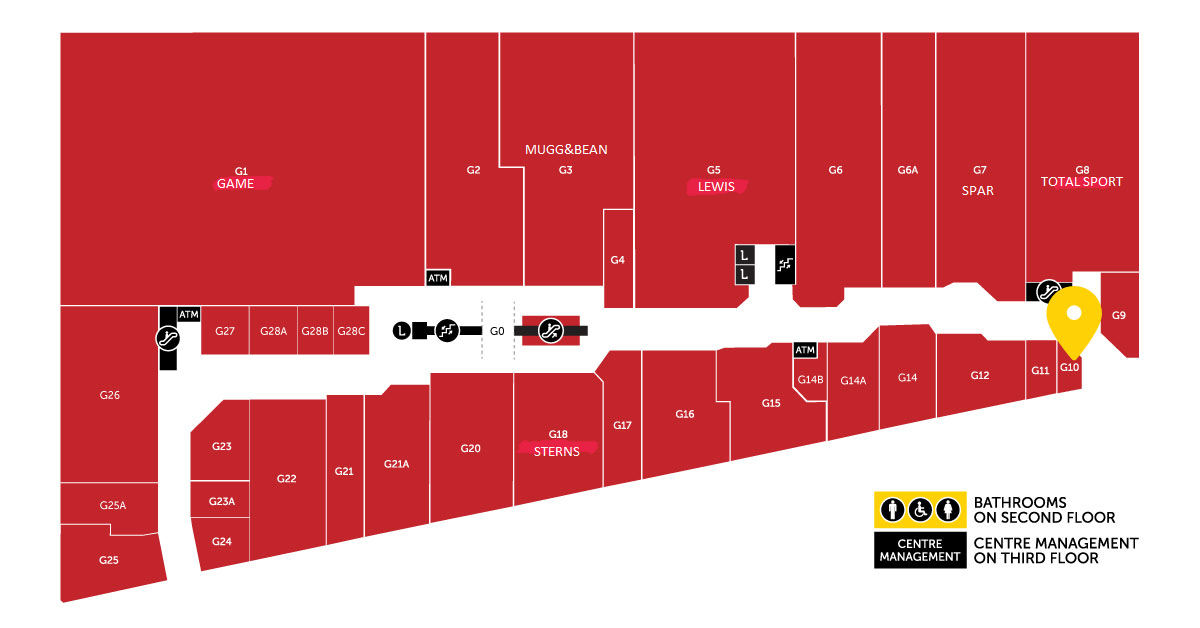 G1
GAME
G2
MUGG&BEAN
G3
G4
G5
LEWIS
G6
G6A
G7
SPAR
G8
TOTAL SPORT
L
L
ATM
ATM
G27
G28A
G28B
G28C
L
G0
G9
G26
ATM
G14B
G14A
G14
G12
G11
G10
G15
G16
G17
G18
STERNS
G20
G21A
G21
G22
G23
G23A
G24
G25A
G25
BATHROOMS
ON SECOND FLOOR
CENTRE
MANAGEMENT
CENTRE MANAGEMENT
ON THIRD FLOOR